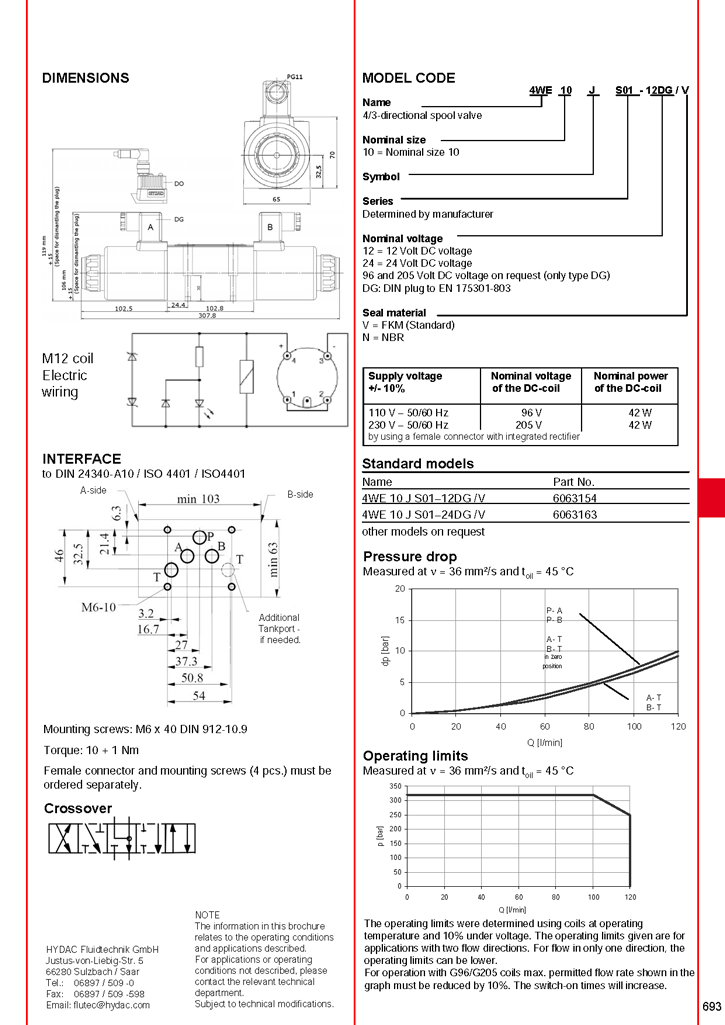 DIMENSIONS
PG11
70
32,5
65
DO
DG
A
B
119 mm
+ 15
(Space for dismantling the plug)
106 mm
+ 15
(Space for dismantling the plug)
102.5
24.4
102.8
307.8
M12 coil
Electric
wiring
+
-
4
3
1
2
INTERFACE
to DIN 24340-A10 / ISO 4401 / ISO4401
A-side
B-side
min 103
6.3
21.4
32.5
46
min 63
P
A
B
T
T
M6-10
3.2
16.7
27
37.3
50.8
54
Additional
Tankport -
if needed.
Mounting screws: M6 x 40 DIN 912-10.9
Torque: 10 + 1 Nm
Female connector and mounting screws (4 pcs.) must be
ordered separately.
Crossover
HYDAC Fluidtechnik GmbH
Justus-von-Liebig-Str. 5
66280 Sulzbach / Saar
Tel.: 06897 / 509 -0
Fax: 06897 / 509 -598
Email: flutec@hydac.com
NOTE
The information in this brochure
relates to the operating conditions
and applications described.
For applications or operating
conditions not described, please
contact the relevant technical
department.
Subject to technical modifications.
MODEL CODE
4WE 10 J S01 - 12DG / V
Name
4/3-directional spool valve
Nominal size
10 = Nominal size 10
Symbol
Series
Determined by manufacturer
Nominal voltage
12 = 12 Volt DC voltage
24 = 24 Volt DC voltage
96 and 205 Volt DC voltage on request (only type DG)
DG: DIN plug to EN 175301-803
Seal material
V = FKM (Standard)
N = NBR
Supply voltage Nominal voltage Nominal power
+/- 10% of the DC-coil of the DC-coil
110 V – 50/60 Hz 96 V 42 W
230 V – 50/60 Hz 205 V 42 W
by using a female connector with integrated rectifier
Standard models
Name Part No.
4WE 10 J S01–12DG /V 6063154
4WE 10 J S01–24DG /V 6063163
other models on request
Pressure drop
Measured at ν = 36 mm²/s and toil = 45 °C
20
15
10
5
0
dp [bar]
P- A
P- B
A- T
B- T
in zero
position
A- T
B- T
0 20 40 60 80 100 120
Q [l/min]
Operating limits
Measured at ν = 36 mm²/s and toil = 45 °C
350
300
250
200
150
100
50
0
p [bar]
0 20 40 60 80 100 120
Q [l/min]
The operating limits were determined using coils at operating
temperature and 10% under voltage. The operating limits given are for
applications with two flow directions. For flow in only one direction, the
operating limits can be lower.
For operation with G96/G205 coils max. permitted flow rate shown in the
graph must be reduced by 10%. The switch-on times will increase.
693